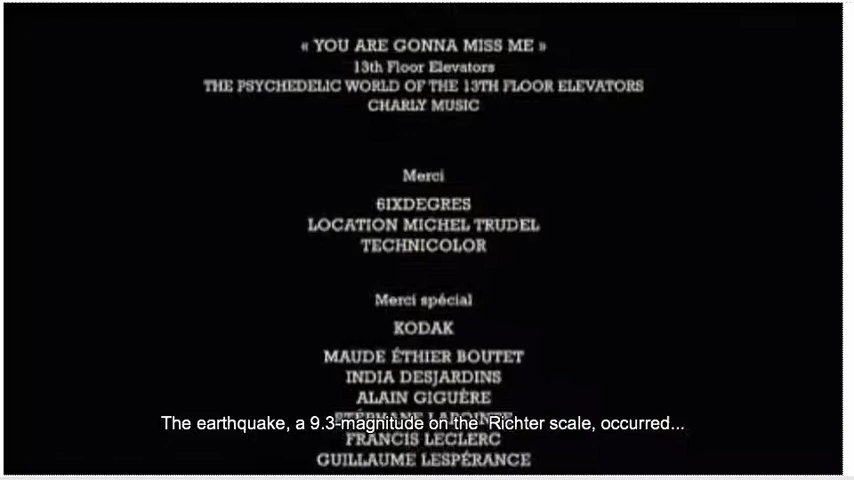 « YOU ARE GONNA MISS ME »
13th Floor Elevators
THE PSYCHEDELIC WORLD OF THE 13TH FLOOR ELEVATORS
CHARLY MUSIC
Merci
6IXDEGRES
LOCATION MICHEL TRUDEL
TECHNICOLOR
Merci spécial
KODAK
MAUDE ÉTHIER BOUTET
INDIA DESJARDINS
ALAIN GIGUÈRE
STÉPHANE LAPOINTE
The earthquake, a 9.3-magnitude on the Richter scale, occurred...
FRANCIS LECLERC
GUILLAUME LESPÉRANCE